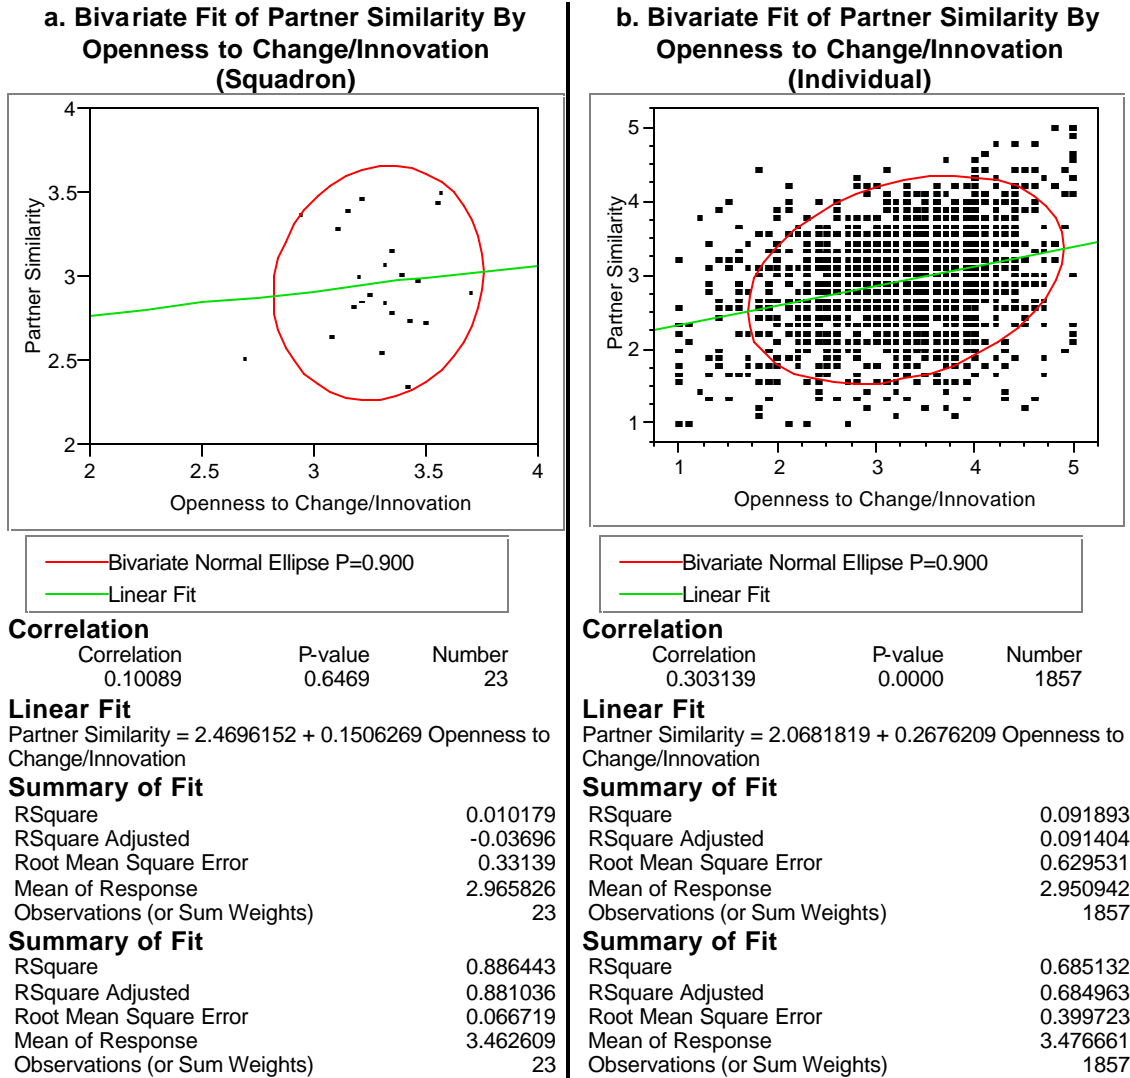 a. Bivariate Fit of Partner Similarity By
Openness to Change/Innovation
(Squadron)
4
3.5
3
2.5
2
Partner Similarity
2 2.5 3 3.5 4
Openness to Change/Innovation
Bivariate Normal Ellipse P=0.900
Linear Fit
Correlation
Correlation P-value Number
0.10089 0.6469 23
Linear Fit
Partner Similarity = 2.4696152 + 0.1506269 Openness to
Change/Innovation
Summary of Fit
RSquare 0.010179
RSquare Adjusted -0.03696
Root Mean Square Error 0.33139
Mean of Response 2.965826
Observations (or Sum Weights) 23
Summary of Fit
RSquare 0.886443
RSquare Adjusted 0.881036
Root Mean Square Error 0.066719
Mean of Response 3.462609
Observations (or Sum Weights) 23
b. Bivariate Fit of Partner Similarity By
Openness to Change/Innovation
(Individual)
5
4
3
2
1
Partner Similarity
1 2 3 4 5
Openness to Change/Innovation
Bivariate Normal Ellipse P=0.900
Linear Fit
Correlation
Correlation P-value Number
0.303139 0.0000 1857
Linear Fit
Partner Similarity = 2.0681819 + 0.2676209 Openness to
Change/Innovation
Summary of Fit
RSquare 0.091893
RSquare Adjusted 0.091404
Root Mean Square Error 0.629531
Mean of Response 2.950942
Observations (or Sum Weights) 1857
Summary of Fit
RSquare 0.685132
RSquare Adjusted 0.684963
Root Mean Square Error 0.399723
Mean of Response 3.476661
Observations (or Sum Weights) 1857